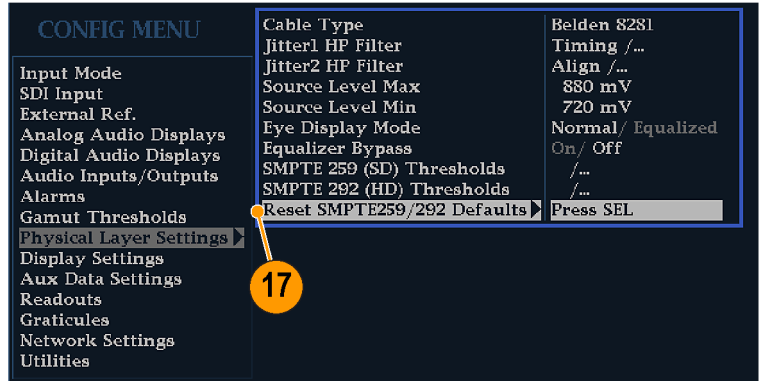 CONFIG MENU
Input Mode
SDI Input
External Ref.
Analog Audio Displays
Digital Audio Displays
Audio Inputs/Outputs
Alarms
Gamut Thresholds
Physical Layer Settings
Display Settings
Aux Data Settings
Readouts
Graticules
Network Settings
Utilities
Cable Type Belden 8281
Jitter1 HP Filter Timing /...
Jitter2 HP Filter Align /...
Source Level Max 880 mV
Source Level Min 720 mV
Eye Display Mode Normal/ Equalized
Equalizer Bypass On/ Off
SMPTE 259 (SD) Thresholds /...
SMPTE 292 (HD) Thresholds /...
Reset SMPTE259/292 Defaults Press SEL
17